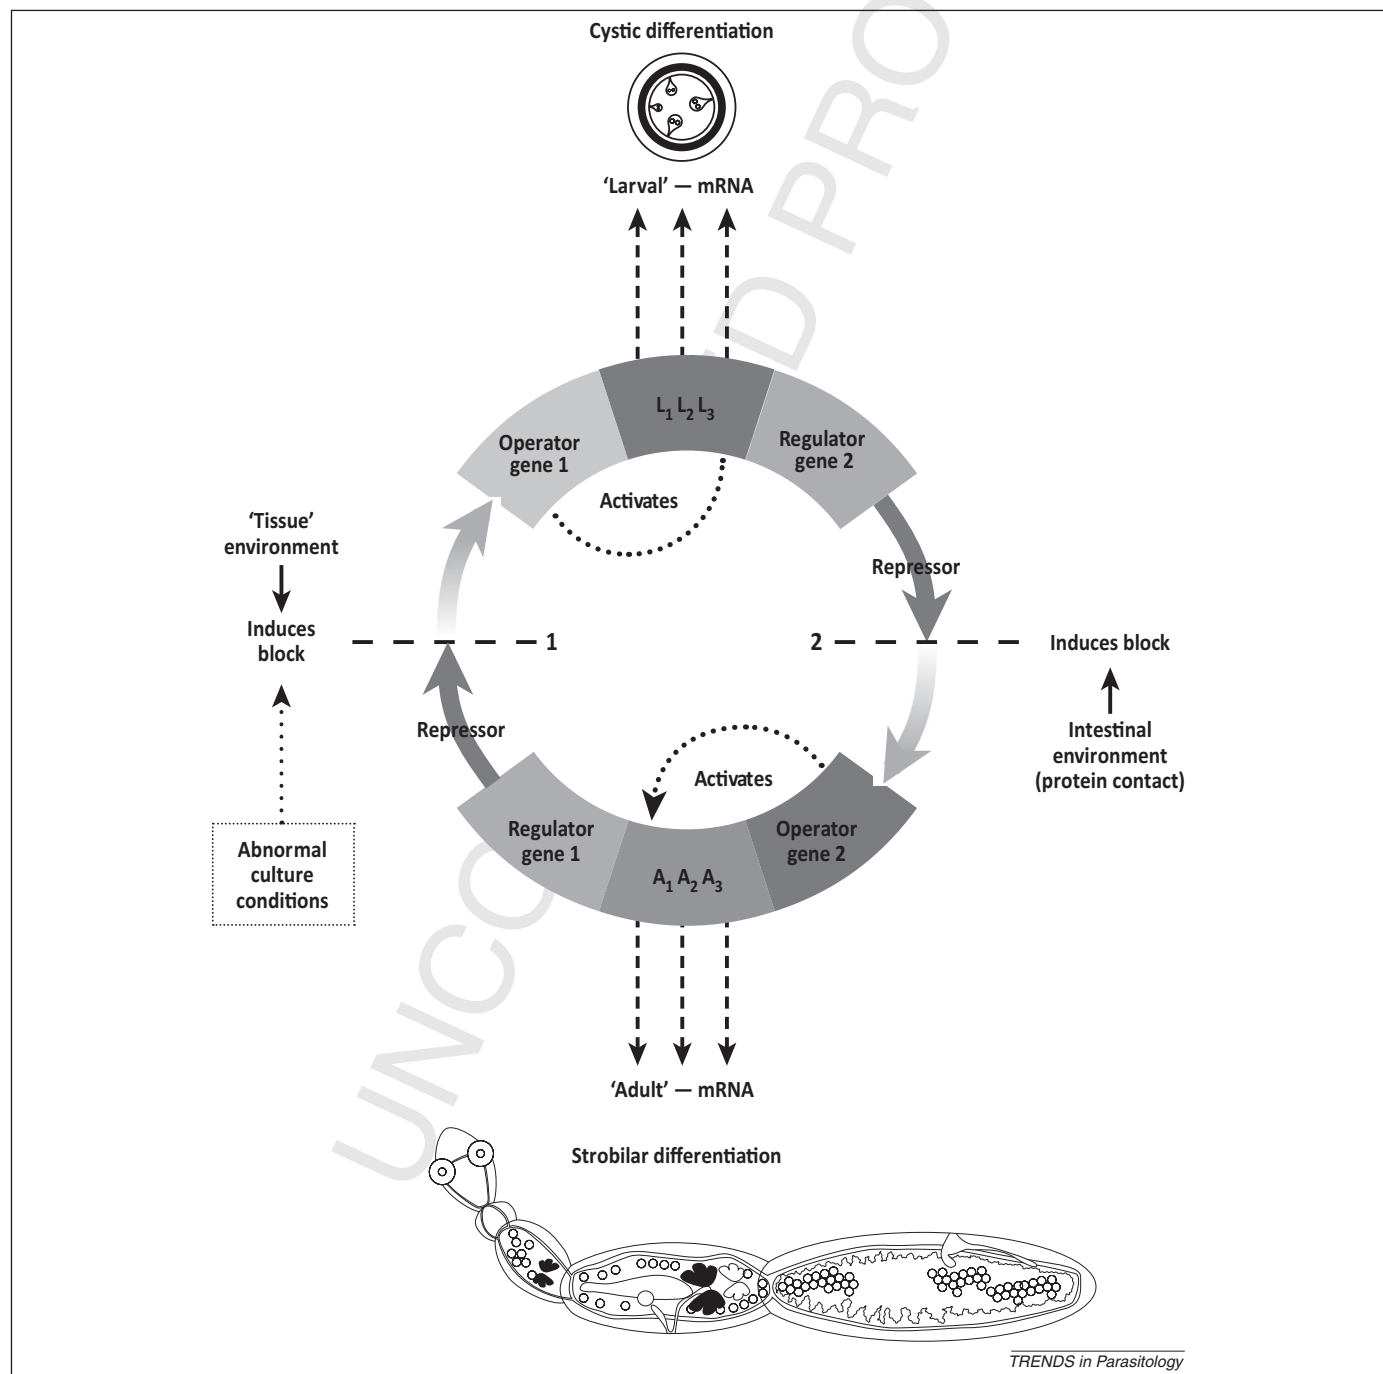 Cystic differentiation
‘Larval’ — mRNA
L1 L2 L3
Operator
gene 1
Regulator
gene 2
Activates
‘Tissue’
environment
Repressor
Induces
block
1
2
Induces block
Repressor
Intestinal
environment
(protein contact)
Activates
Regulator
gene 1
Operator
gene 2
Abnormal
culture
conditions
A1 A2 A3
‘Adult’ — mRNA
Strobilar differentiation
TRENDS in Parasitology